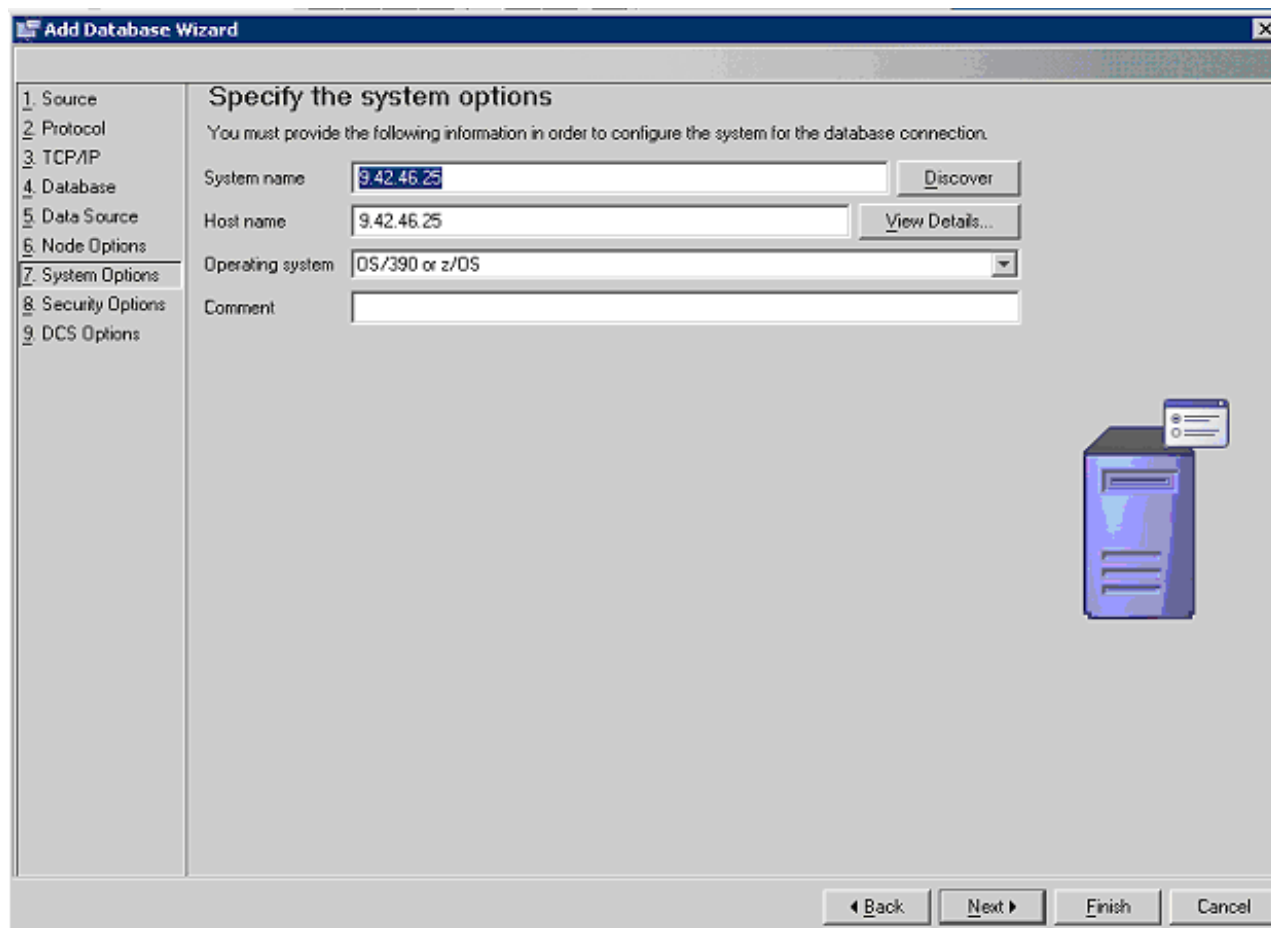 Add Database Wizard
1. Source
2. Protocol
3. TCP/IP
4. Database
5. Data Source
6. Node Options
7. System Options
8. Security Options
9. DCS Options
Specify the system options
You must provide the following information in order to configure the system for the database connection.
System name 9.42.46.25 Discover
Host name 9.42.46.25 View Details...
Operating system OS/390 or z/OS
Comment
Back Next Finish Cancel